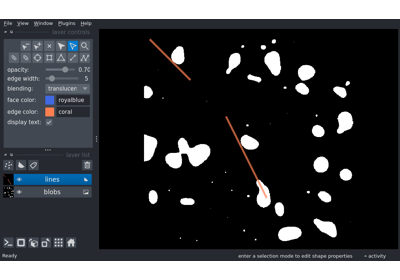 File View Window Plugins Help
layer controls
opacity: 0.70
edge width: 5
blending: translucen
face color: royalblue
edge color: coral
display text:
layer list
lines
blobs
Ready enter a selection mode to edit shape properties activity